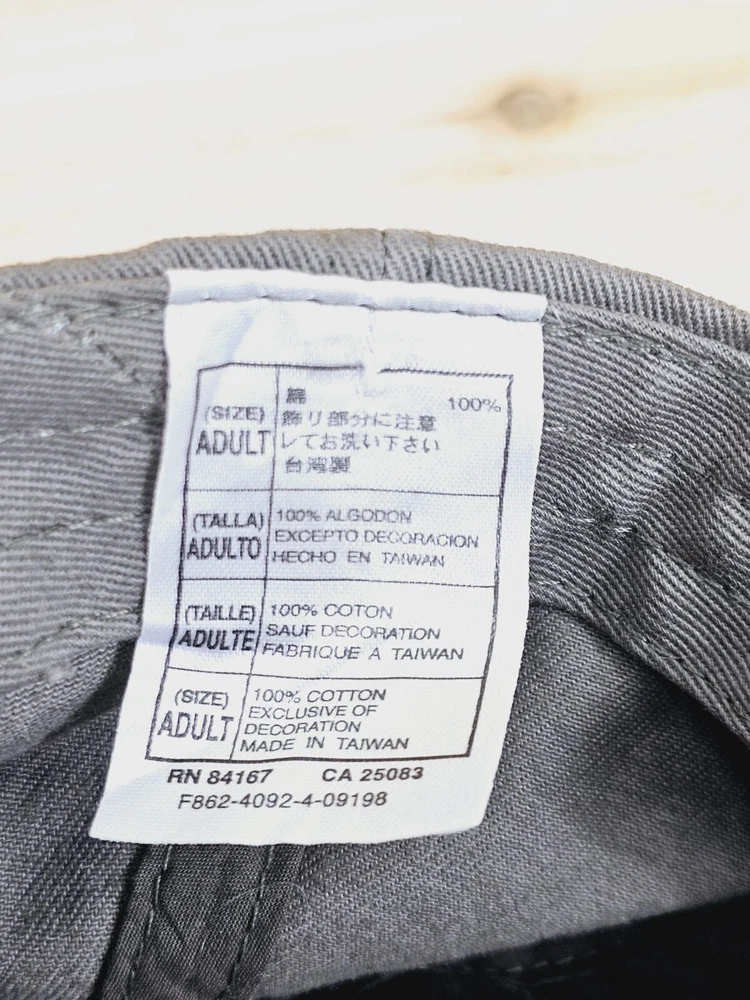 (SIZE)
ADULT
綿 100%
飾り部分に注意
してお洗い下さい
台湾製
(TALLA)
ADULTO
100% ALGODON
EXCEPTO DECORACION
HECHO EN TAIWAN
(TAILLE)
ADULTE
100% COTON
SAUF DECORATION
FABRIQUE A TAIWAN
(SIZE)
ADULT
100% COTTON
EXCLUSIVE OF
DECORATION
MADE IN TAIWAN
RN 84167 CA 25083
F862-4092-4-09198